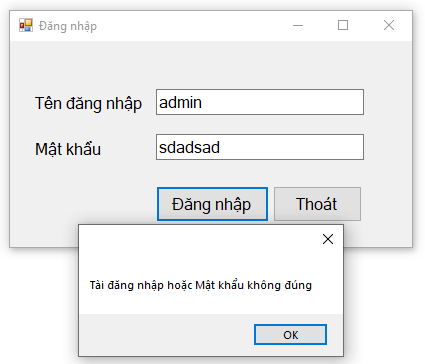 Đăng nhập
Tên đăng nhập admin
Mật khẩu sdadsad
Đăng nhập Thoát
Tài đăng nhập hoặc Mật khẩu không đúng
OK